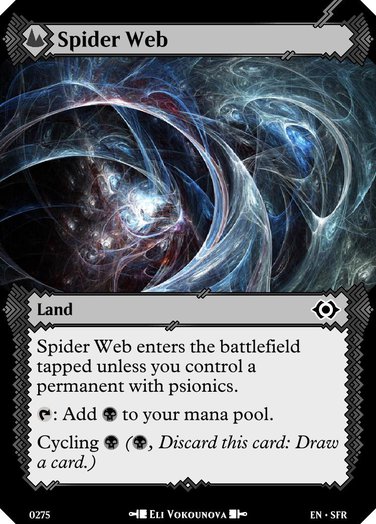 Spider Web
Land
Spider Web enters the battlefield
tapped unless you control a
permanent with psionics.
: Add to your mana pool.
Cycling ( , Discard this card: Draw
a card.)
0275
Eli Vokounova
EN • SFR